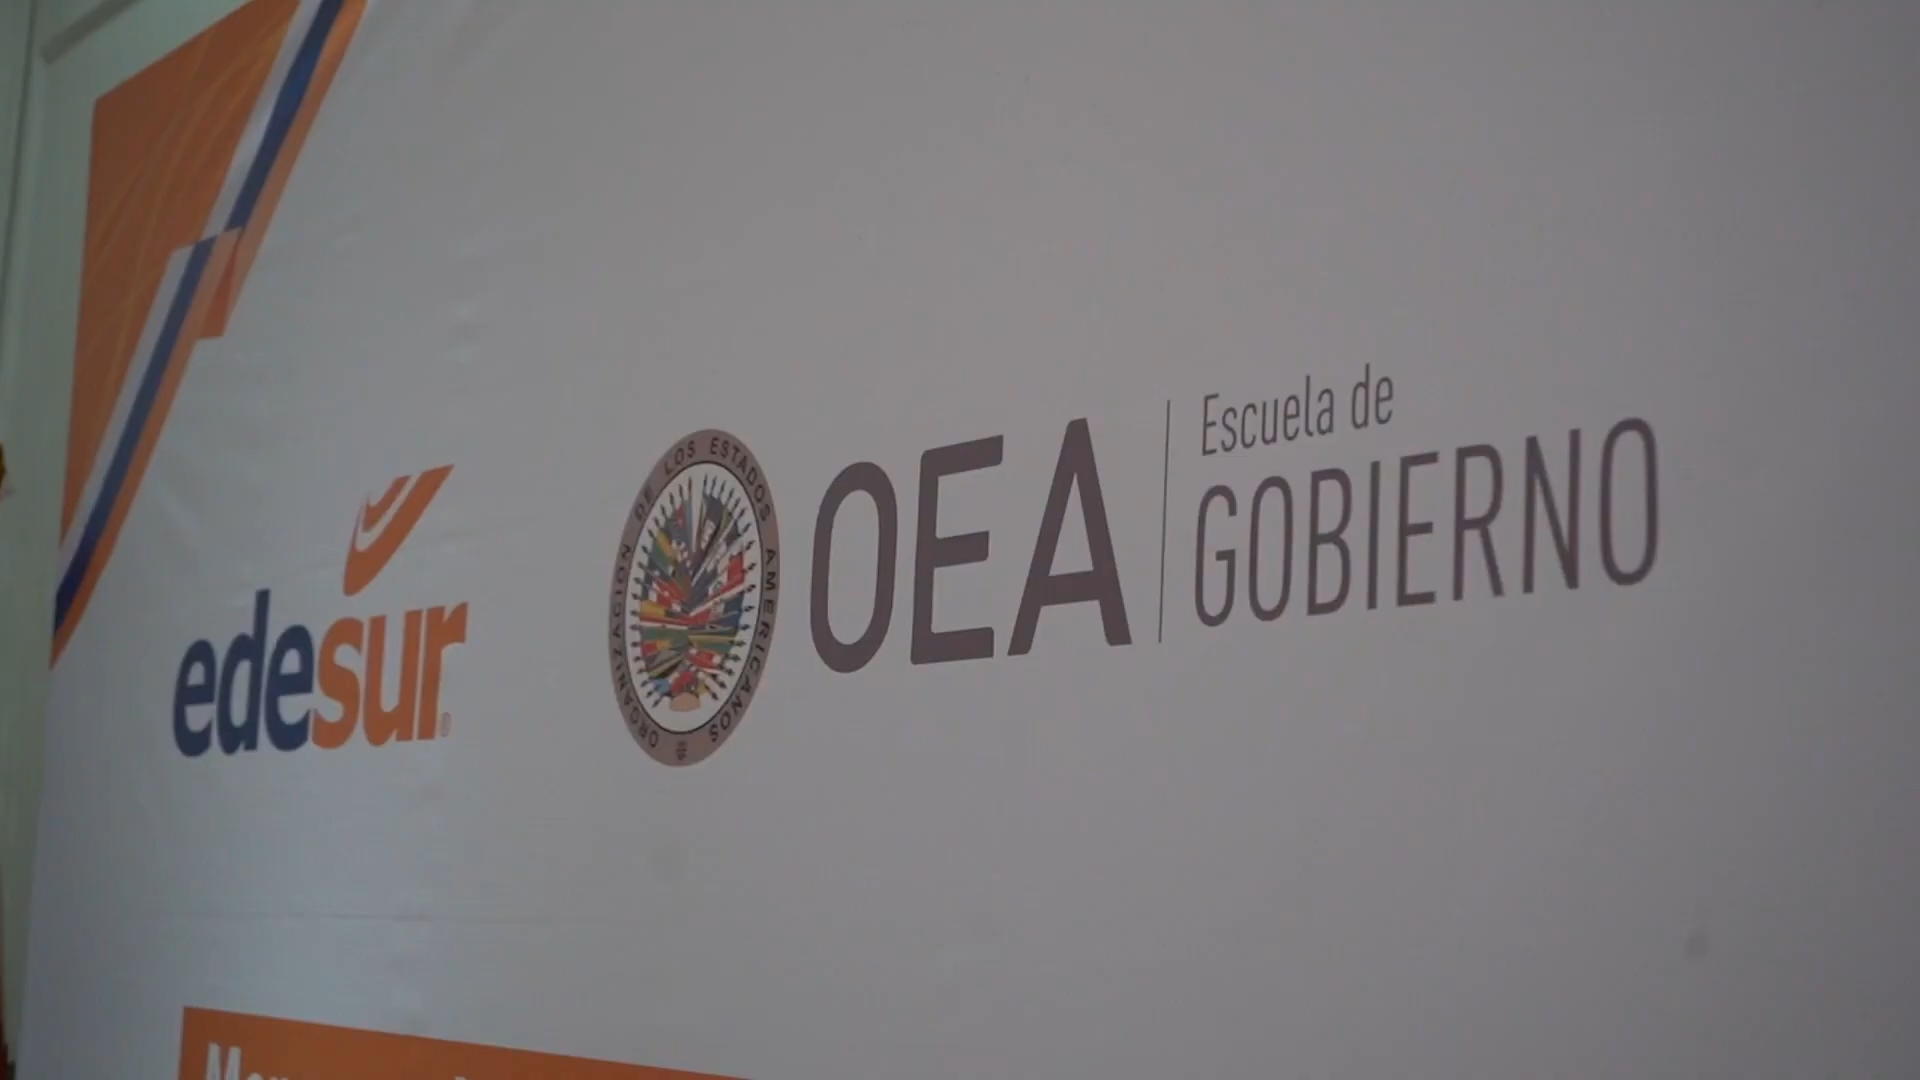 edesur
ORGANIZACION DE LOS ESTADOS AMERICANOS
OEA
Escuela de
GOBIERNO